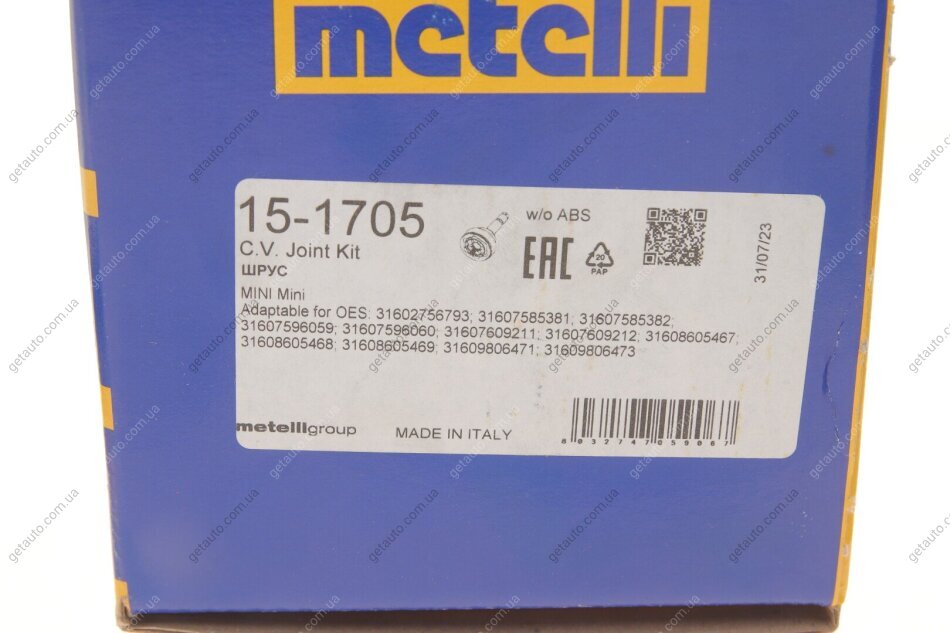 metelli
15-1705
C.V. Joint Kit
ШРУС
MINI Mini
Adaptable for OES: 31602756793; 31607585381; 31607585382;
31607596059; 31607596060; 31607609211; 31607609212; 31608605467;
31608605468; 31608605469; 31609806471; 31609806473
w/o ABS
EAC
20
PAP
31/07/23
metelligroup
MADE IN ITALY
8032747059067
getauto.com.ua